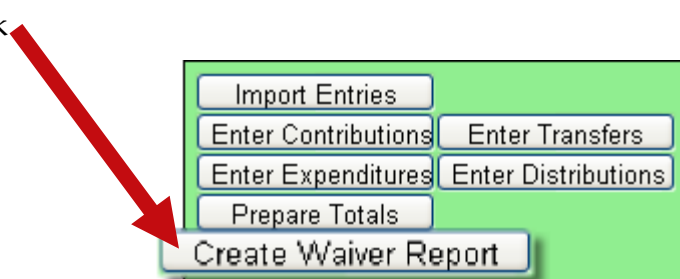 Import Entries
Enter Contributions Enter Transfers
Enter Expenditures Enter Distributions
Prepare Totals
Create Waiver Report